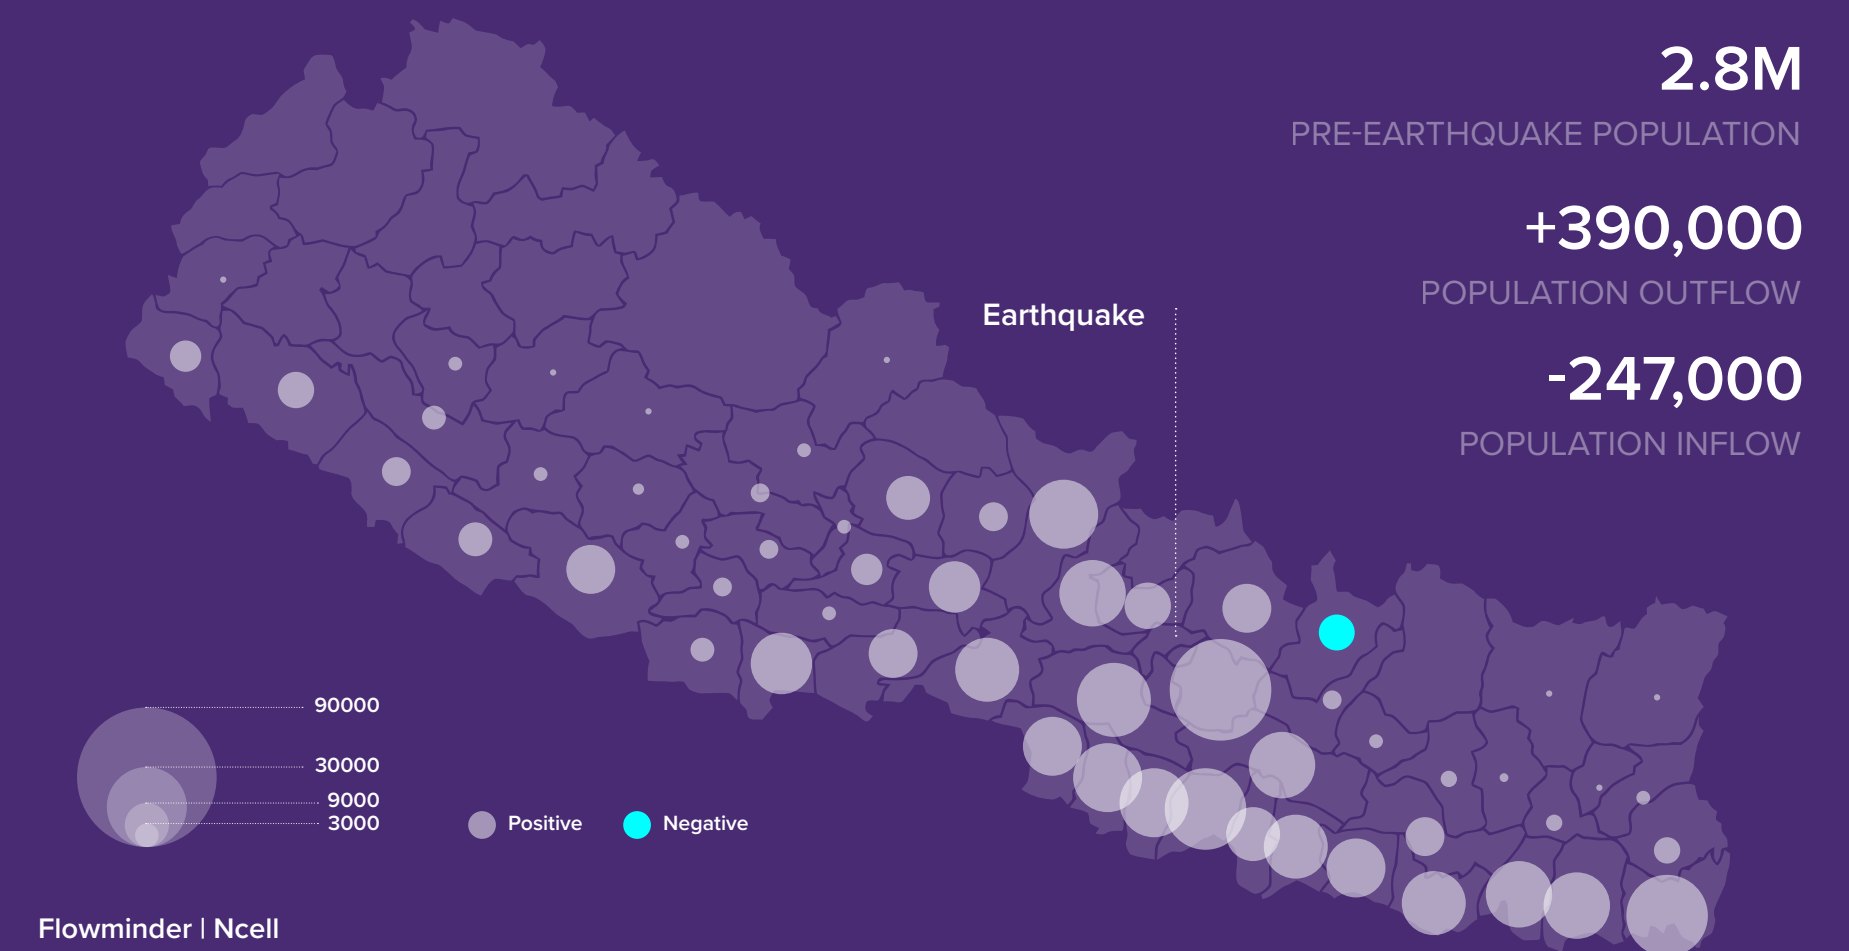 2.8M
PRE-EARTHQUAKE POPULATION
+390,000
POPULATION OUTFLOW
Earthquake
-247,000
POPULATION INFLOW
90000
30000
9000
3000
Positive
Negative
Flowminder | Ncell